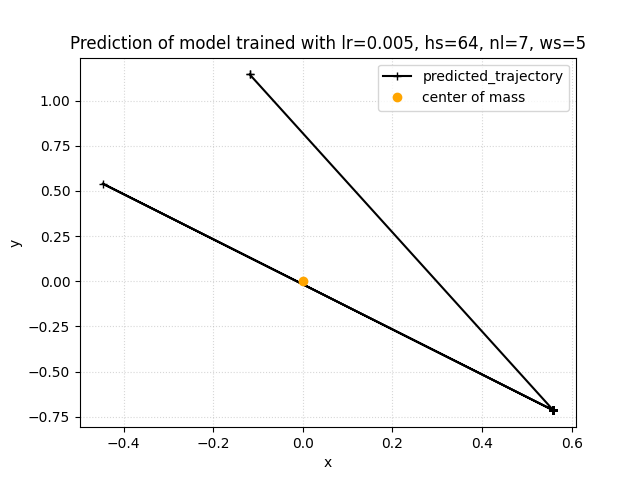 Prediction of model trained with lr=0.005, hs=64, nl=7, ws=5
predicted_trajectory
center of mass
1.00
0.75
0.50
0.25
0.00
−0.25
−0.50
−0.75
y
−0.4
−0.2
0.0
0.2
0.4
0.6
x